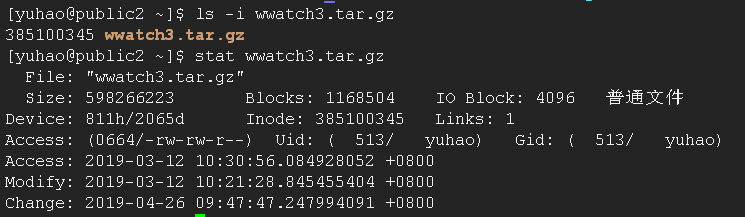 [yuhao@public2 ~]$ ls -i wwatch3.tar.gz
385100345 wwatch3.tar.gz
[yuhao@public2 ~]$ stat wwatch3.tar.gz
  File: "wwatch3.tar.gz"
  Size: 598266223       Blocks: 1168504    IO Block: 4096   普通文件
Device: 811h/2065d      Inode: 385100345   Links: 1
Access: (0664/-rw-rw-r--)  Uid: (  513/   yuhao)   Gid: (  513/   yuhao)
Access: 2019-03-12 10:30:56.084928052 +0800
Modify: 2019-03-12 10:21:28.845455404 +0800
Change: 2019-04-26 09:47:47.247994091 +0800